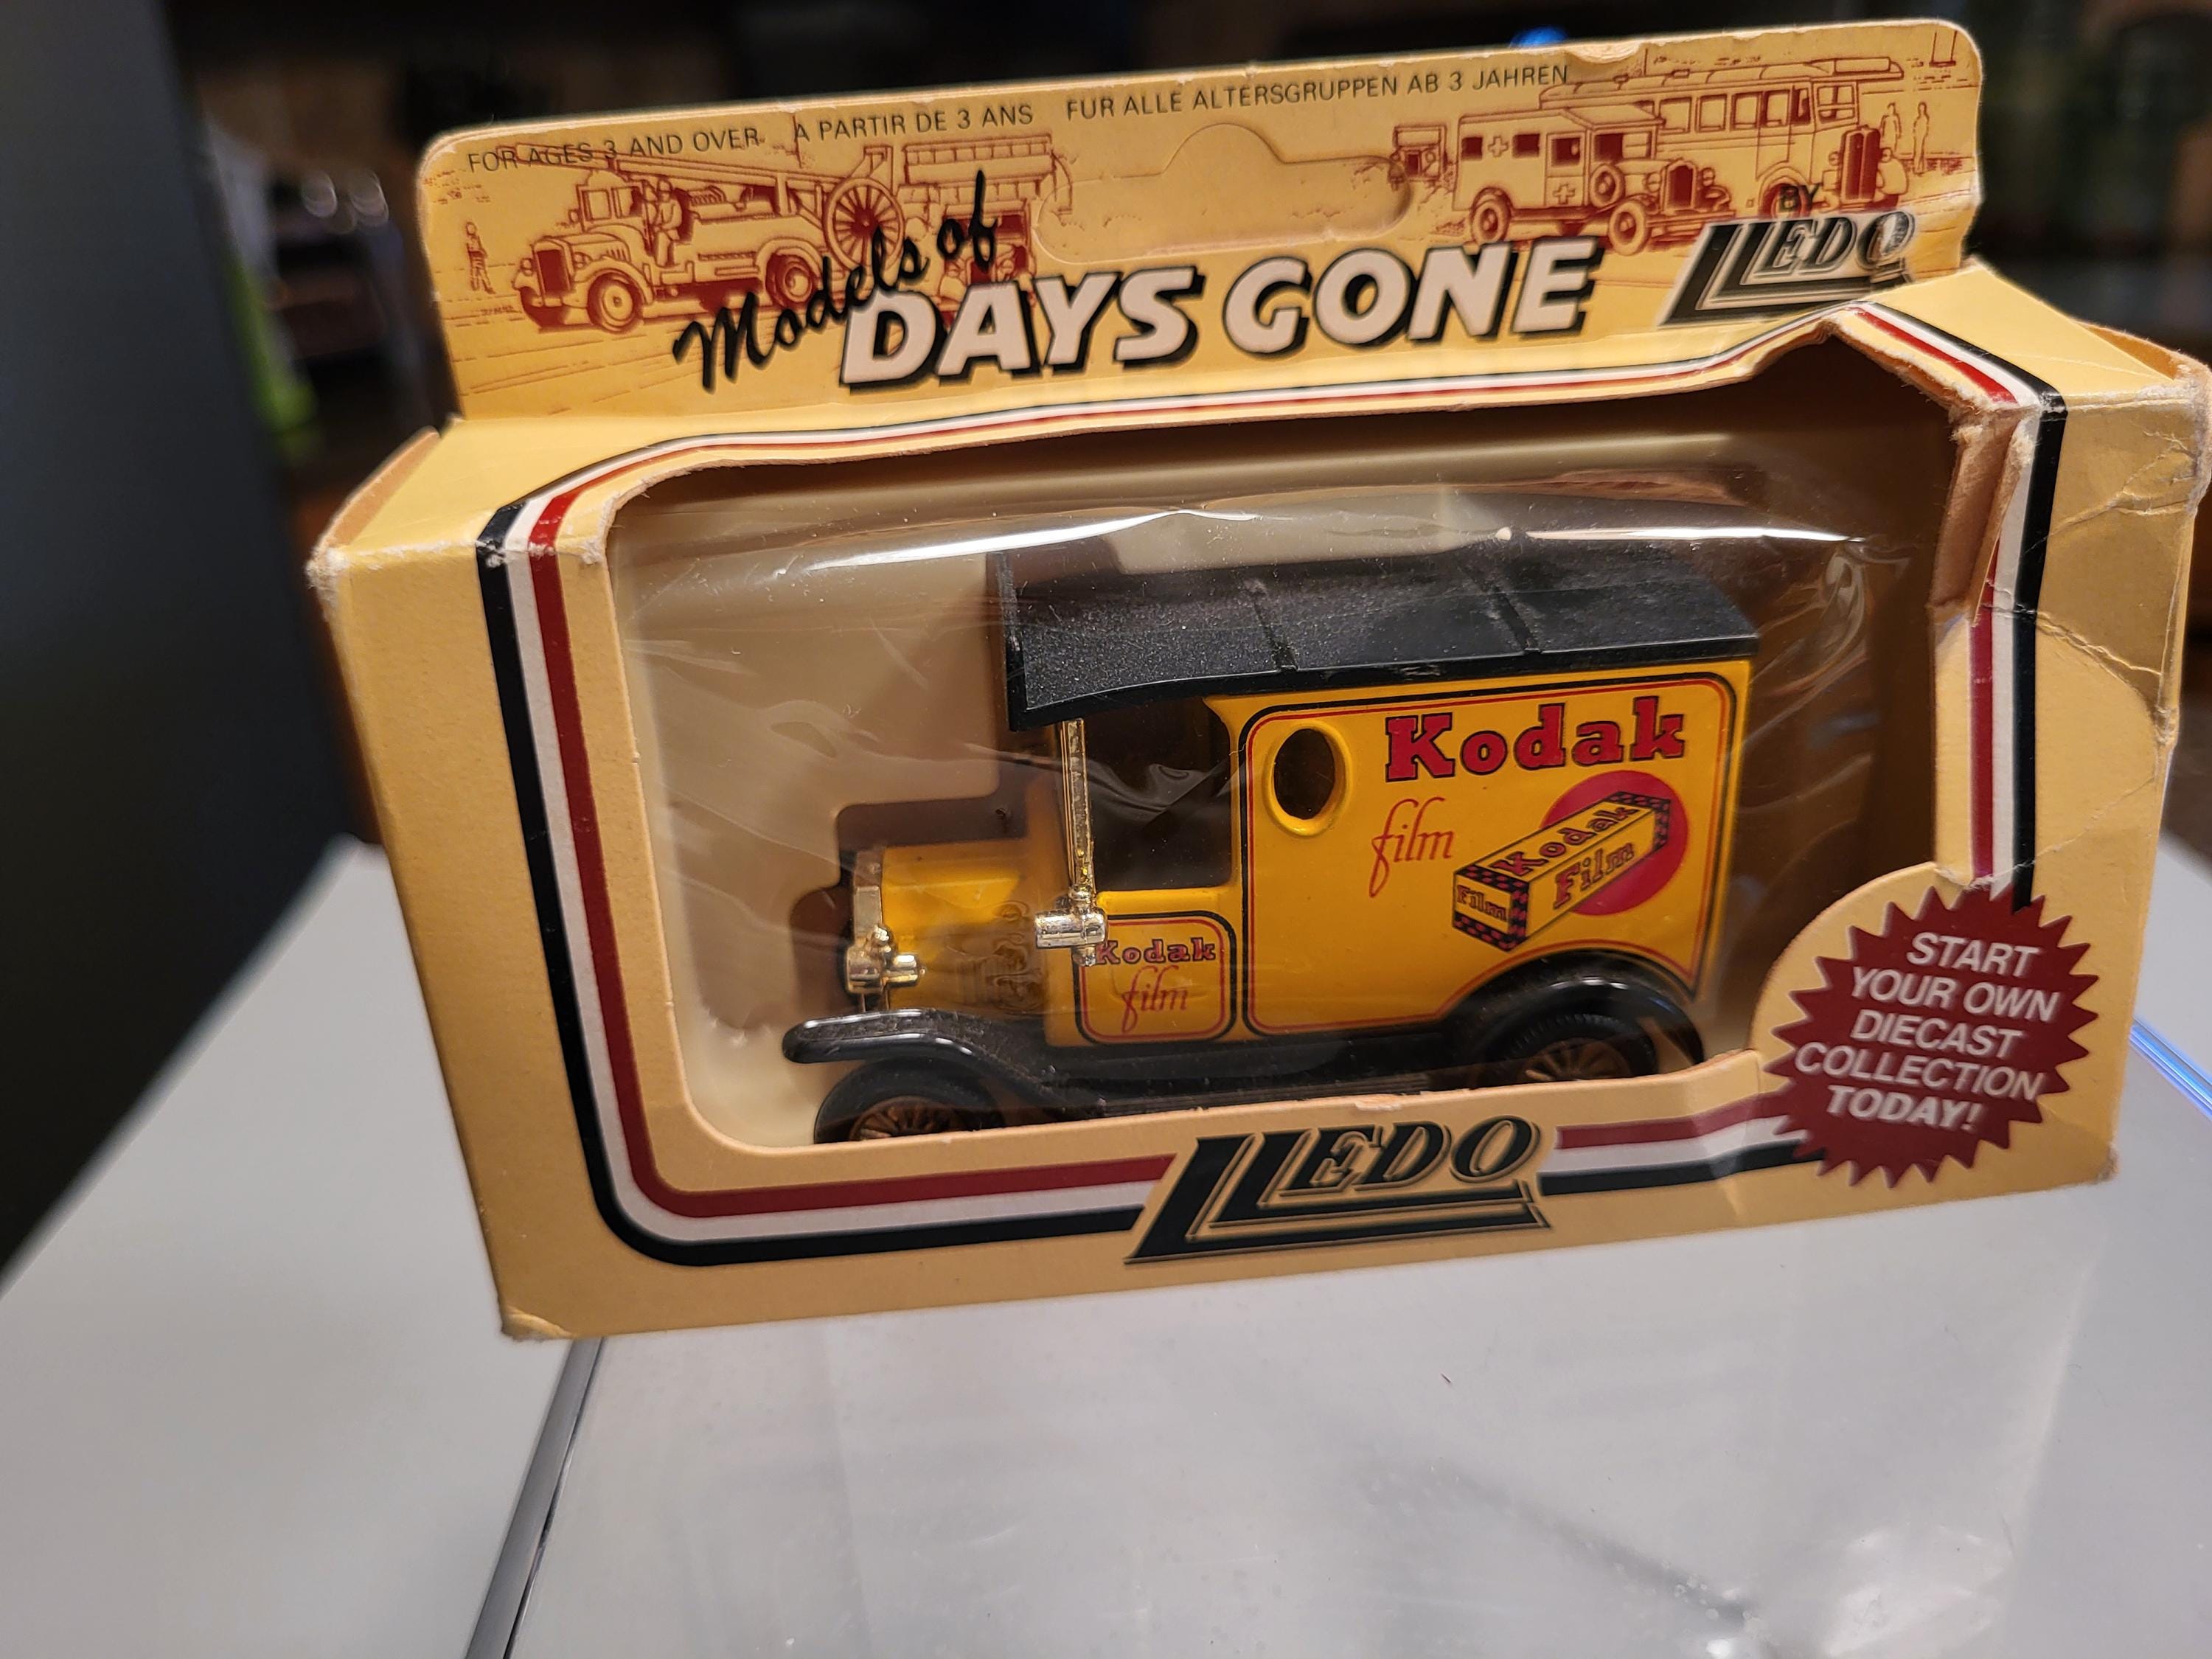 FOR AGES 3 AND OVER   A PARTIR DE 3 ANS   FUR ALLE ALTERSGRUPPEN AB 3 JAHREN
Models of
DAYS GONE
BY
LLEDO
Kodak
film
Kodak
Film
Film
Kodak
film
START
YOUR OWN
DIECAST
COLLECTION
TODAY!
LLEDO